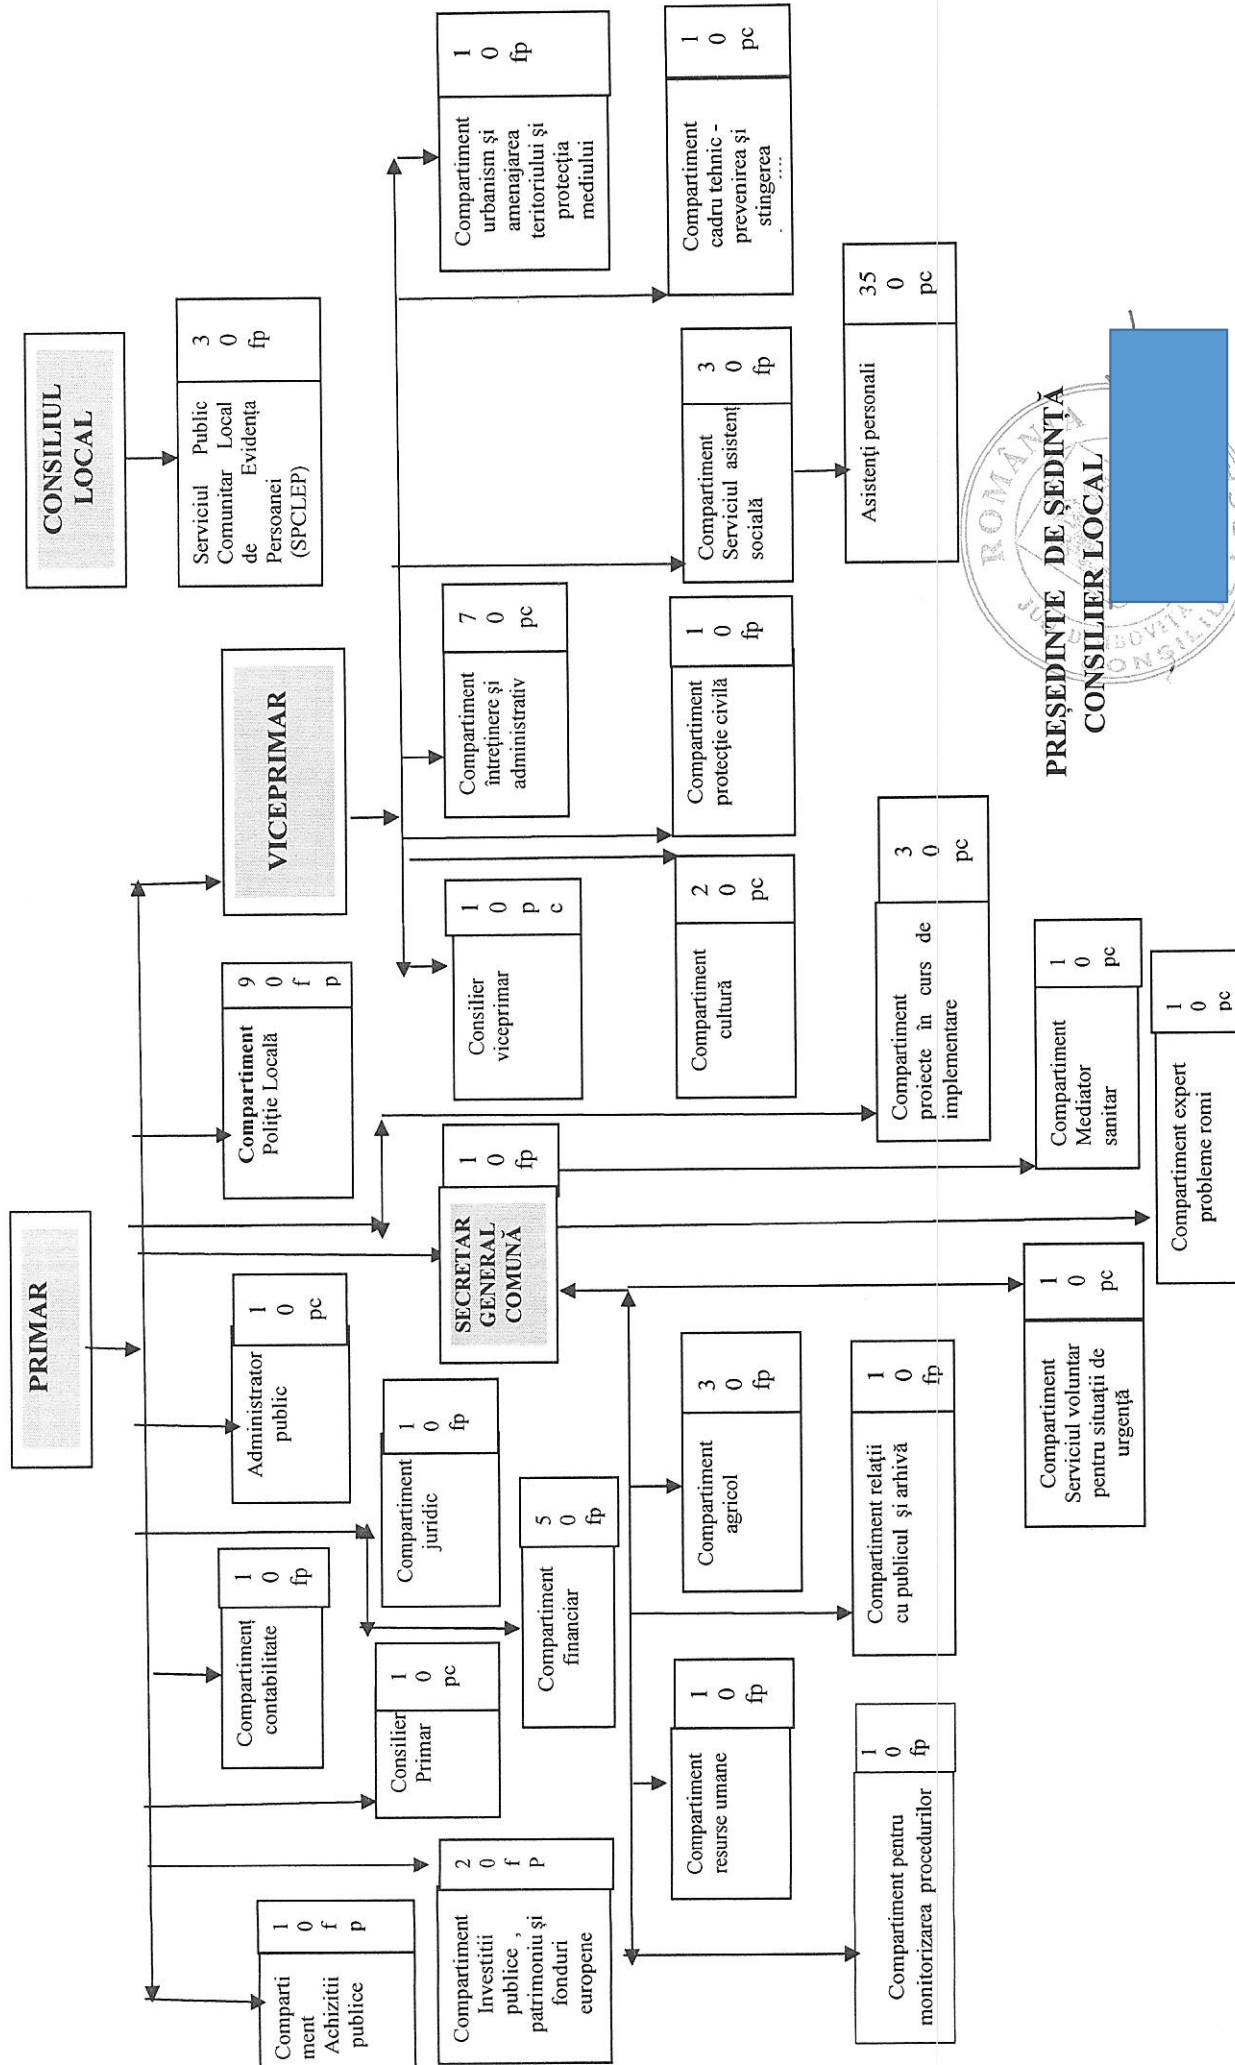 PRIMAR
CONSILIUL
LOCAL
Serviciul Public
Comunitar Local
de Evidența
Persoanei
(SPCLEP)
3
0
fp
VICEPRIMAR
Compartiment
Poliție Locală
9
0
f
p
Administrator
public
1
0
pc
Compartiment
contabilitate
1
0
fp
Comparti
ment
Achizitii
publice
1
0
f
p
Consilier
Primar
1
0
pc
Compartiment
juridic
1
0
fp
Compartiment
Investitii
publice ,
patrimoniu și
fonduri
europene
2
0
f
p
Compartiment
financiar
5
0
fp
SECRETAR
GENERAL
COMUNĂ
1
0
fp
Consilier
viceprimar
1
0
p
c
Compartiment
întreținere și
administrativ
7
0
pc
Compartiment
urbanism și
amenajarea
teritoriului și
protecția
mediului
1
0
fp
Compartiment
resurse umane
1
0
fp
Compartiment
agricol
3
0
fp
Compartiment
cultură
2
0
pc
Compartiment
protecție civilă
1
0
fp
Compartiment
Serviciul asistenț
socială
3
0
fp
Compartiment
cadru tehnic -
prevenirea și
stingerea
1
0
pc
Compartiment pentru
monitorizarea procedurilor
1
0
fp
Compartiment relații
cu publicul și arhivă
1
0
fp
Compartiment
proiecte în curs de
implementare
3
0
pc
Asistenți personali
35
0
pc
Compartiment
Serviciul voluntar
pentru situații de
urgență
1
0
pc
Compartiment
Mediator
sanitar
1
0
pc
Compartiment expert
probleme romi
1
0
pc
PREȘEDINTE DE ȘEDINȚĂ
CONSILIER LOCAL
ROMÂNIA